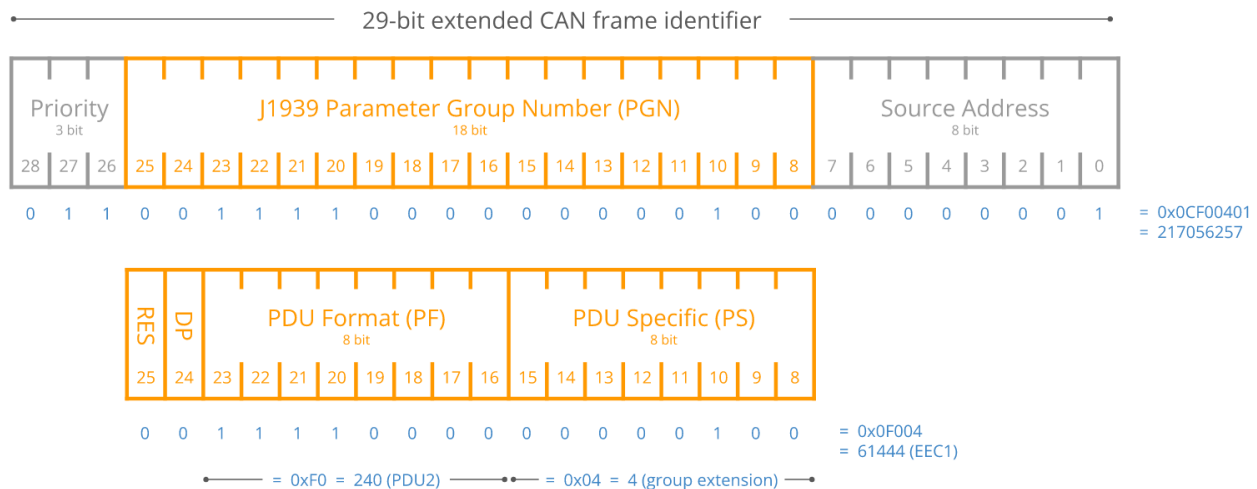 29-bit extended CAN frame identifier
Priority J1939 Parameter Group Number (PGN) Source Address
3 bit 18 bit 8 bit
28 27 26 25 24 23 22 21 20 19 18 17 16 15 14 13 12 11 10 9 8 7 6 5 4 3 2 1 0
0 1 1 0 0 1 1 1 1 0 0 0 0 0 0 0 0 0 1 0 0 0 0 0 0 0 0 0 1 = 0x0CF00401
= 217056257
RES DP PDU Format (PF) PDU Specific (PS)
8 bit 8 bit
25 24 23 22 21 20 19 18 17 16 15 14 13 12 11 10 9 8
0 0 1 1 1 1 0 0 0 0 0 0 0 0 0 1 0 0 = 0x0F004
= 61444 (EEC1)
= 0xF0 = 240 (PDU2) = 0x04 = 4 (group extension)